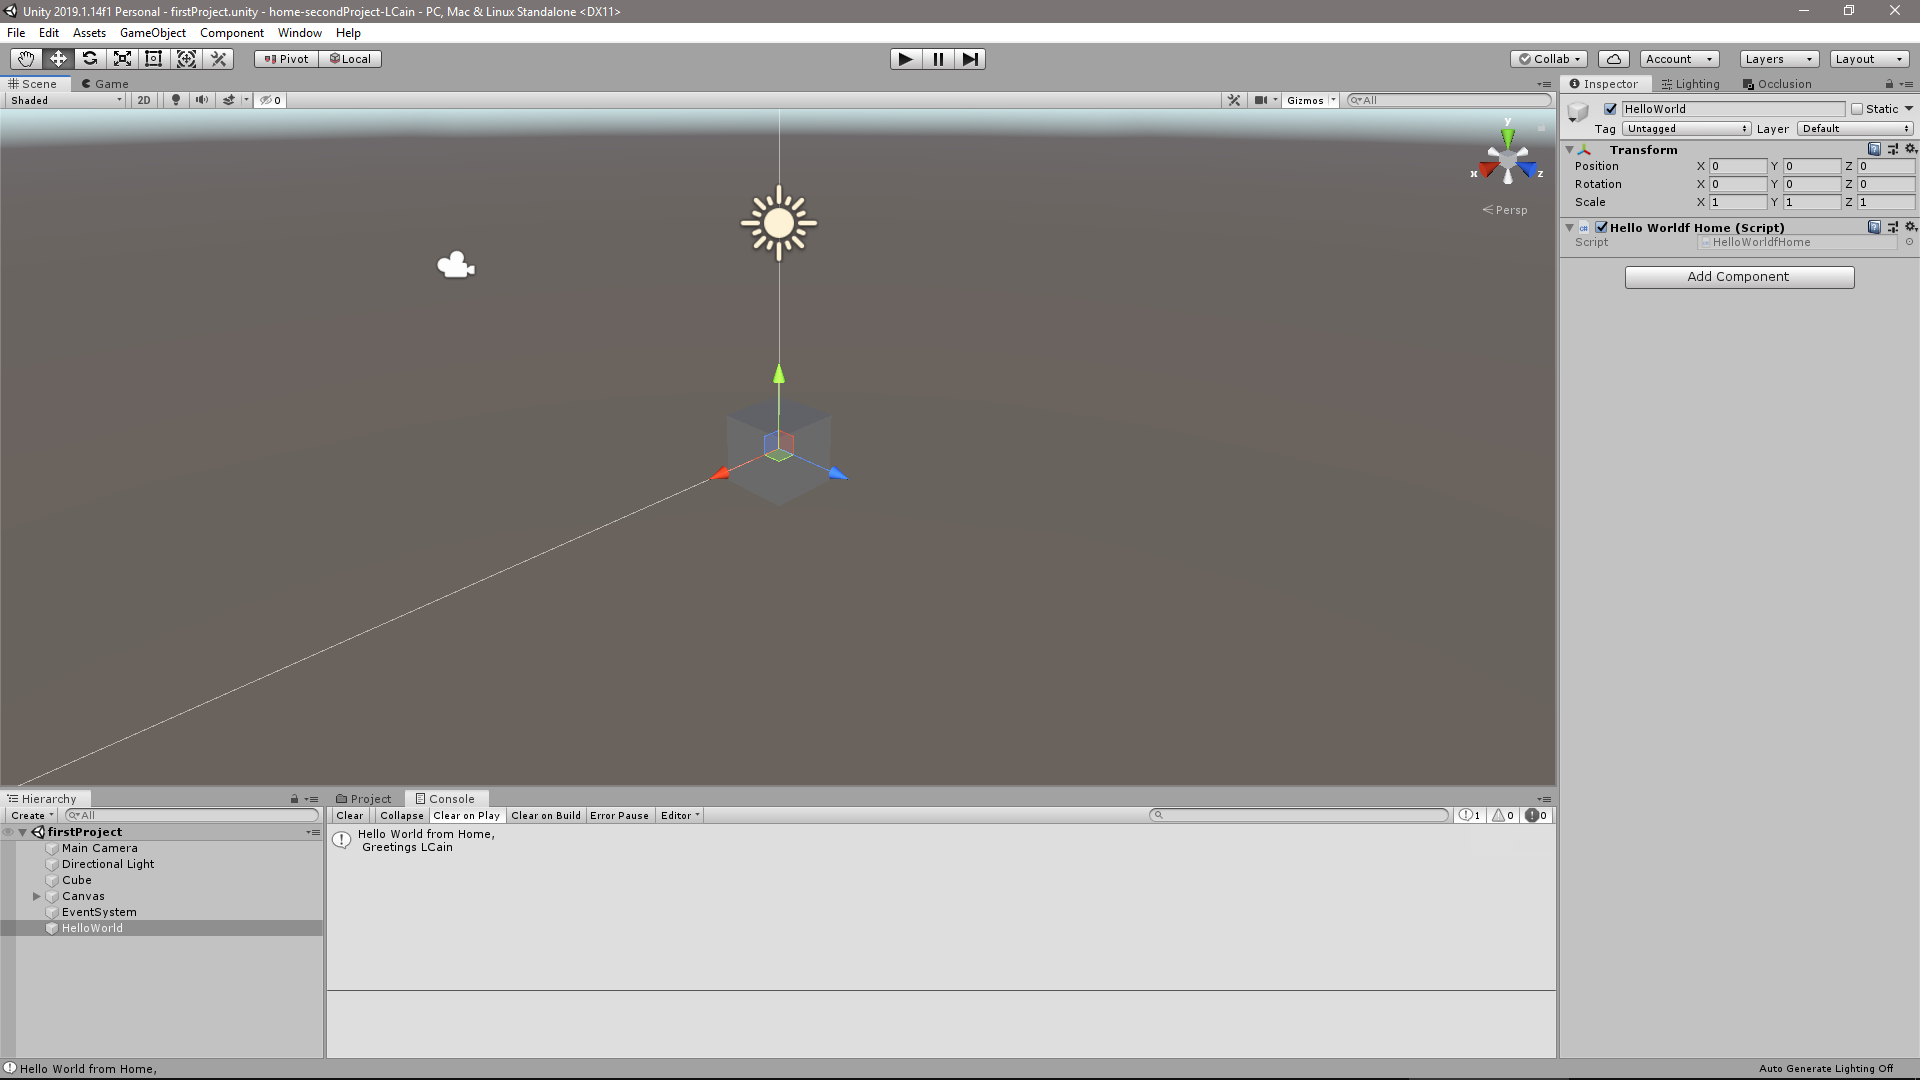 Unity 2019.1.14f1 Personal - firstProject.unity - home-secondProject-LCain - PC, Mac & Linux Standalone <DX11>
File Edit Assets GameObject Component Window Help
Pivot Local Collab Account Layers Layout
Scene Game
Shaded 2D 0 Gizmos All
y
x z
Persp
Inspector Lighting Occlusion
HelloWorld Static
Tag Untagged Layer Default
Transform
Position X 0 Y 0 Z 0
Rotation X 0 Y 0 Z 0
Scale X 1 Y 1 Z 1
Hello Worldf Home (Script)
Script HelloWorldfHome
Add Component
Hierarchy
Create All
firstProject
Main Camera
Directional Light
Cube
Canvas
EventSystem
HelloWorld
Project Console
Clear Collapse Clear on Play Clear on Build Error Pause Editor 1 0 0
Hello World from Home,
Greetings LCain
Hello World from Home,
Auto Generate Lighting Off